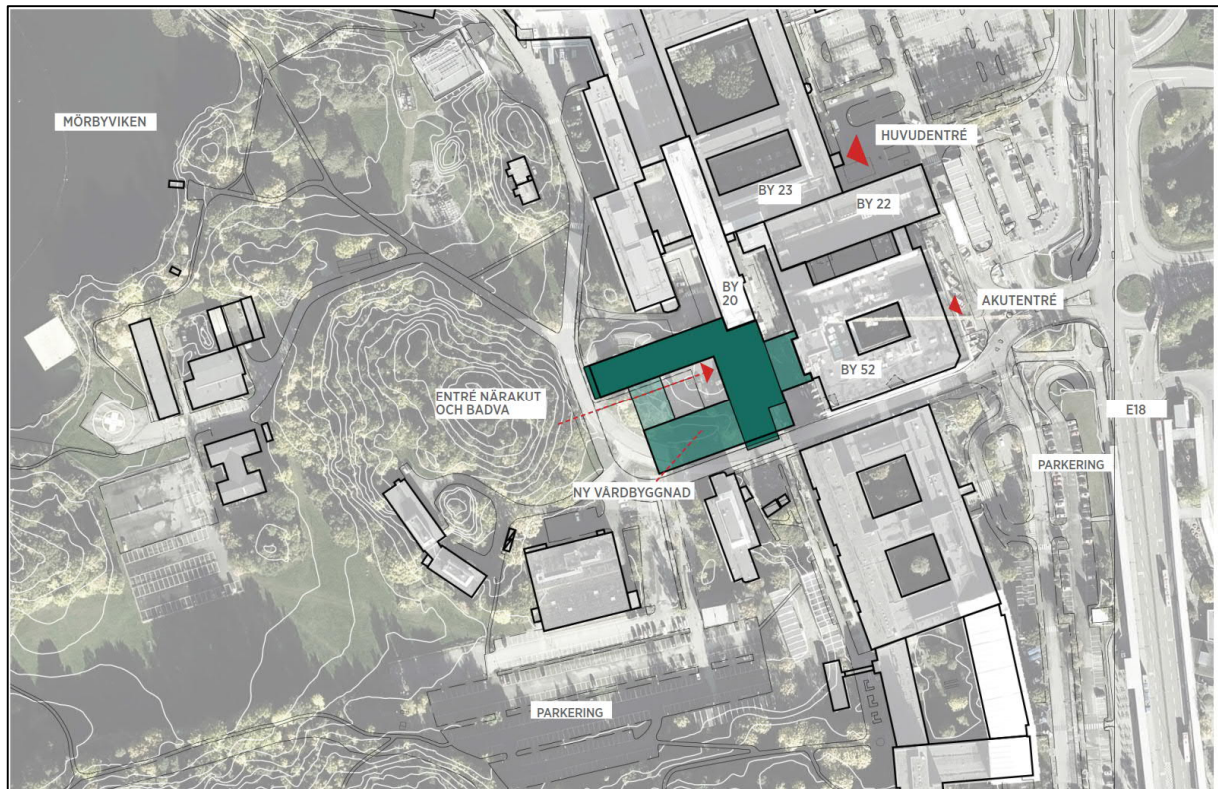 MÖRBYVIKEN
HUVUDENTRÉ
BY 23
BY 22
BY
20
AKUTENTRÉ
BY 52
ENTRÉ NÄRAKUT
OCH BADVA
E18
PARKERING
NY VÅRDBYGGNAD
PARKERING